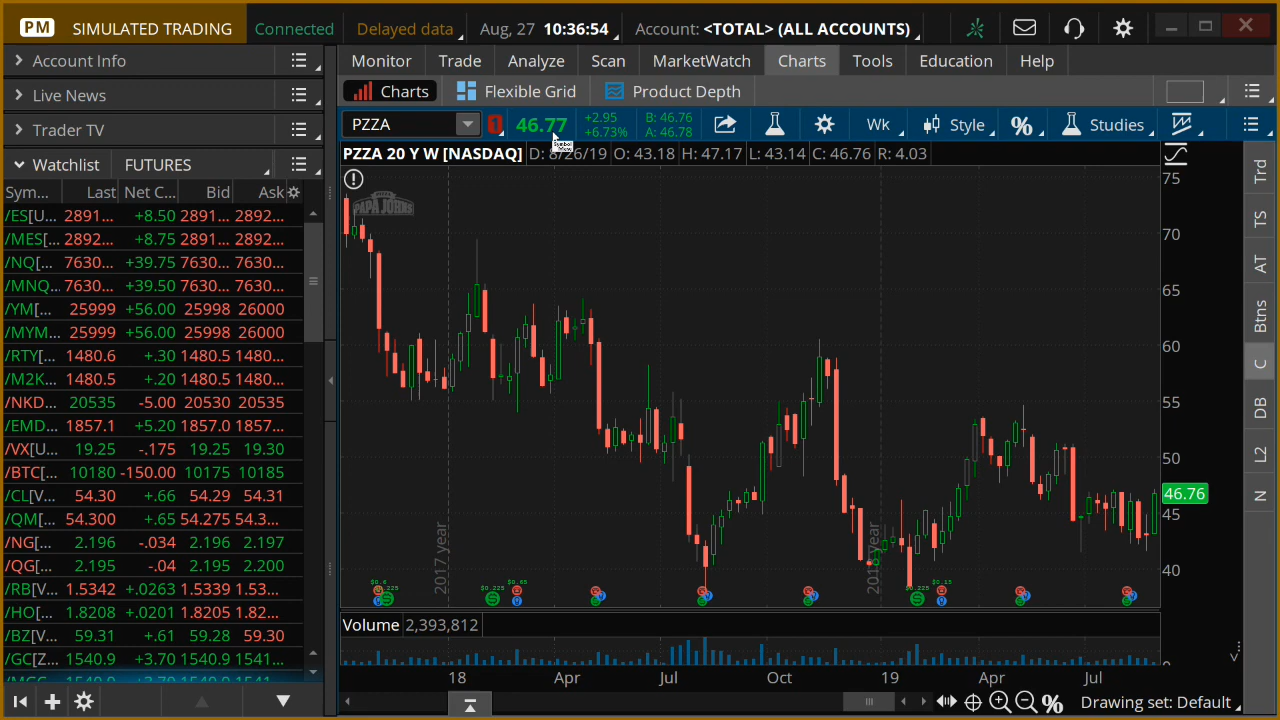 PM SIMULATED TRADING Connected Delayed data Aug, 27 10:36:54 Account: <TOTAL> (ALL ACCOUNTS)
Account Info
Live News
Trader TV
Watchlist FUTURES
Sym... Last Net C... Bid Ask
/ES[U... 2891... +8.50 2891... 2892...
/MES[... 2892... +8.75 2891... 2892...
/NQ[... 7630... +39.75 7630... 7630...
/MNQ... 7630... +39.50 7630... 7630...
/YM[... 25999 +56.00 25998 26000
/MYM... 25999 +56.00 25998 26000
/RTY[... 1480.6 +.30 1480.5 1480...
/M2K... 1480.5 +.20 1480.5 1480...
/NKD... 20535 -5.00 20530 20535
/EMD... 1857.1 +5.20 1857.0 1857...
/VX[U... 19.25 -.175 19.25 19.30
/BTC[... 10180 -150.00 10175 10185
/CL[V... 54.30 +.66 54.29 54.31
/QM[... 54.300 +.65 54.275 54.3...
/NG[... 2.196 -.034 2.196 2.197
/QG[... 2.195 -.04 2.195 2.200
/RB[V... 1.5342 +.0263 1.5339 1.53...
/HO[... 1.8208 +.0201 1.8205 1.82...
/BZ[V... 59.31 +.61 59.28 59.30
/GC[Z... 1540.9 +3.70 1540.9 1541...
Monitor Trade Analyze Scan MarketWatch Charts Tools Education Help
Charts Flexible Grid Product Depth
PZZA 1 46.77 +2.95 B: 46.76 Wk Style % Studies
+6.73% A: 46.78
PZZA 20 Y W [NASDAQ] D: 8/26/19 O: 43.18 H: 47.17 L: 43.14 C: 46.76 R: 4.03
PAPA JOHNS
75
70
65
60
55
50
46.76
45
40
2017 year
2018 year
$0.225
$0.65
$0.15
Volume 2,393,812
0
18 Apr Jul Oct 19 Apr Jul
% Drawing set: Default
Trd
TS
AT
Btns
C
DB
L2
N